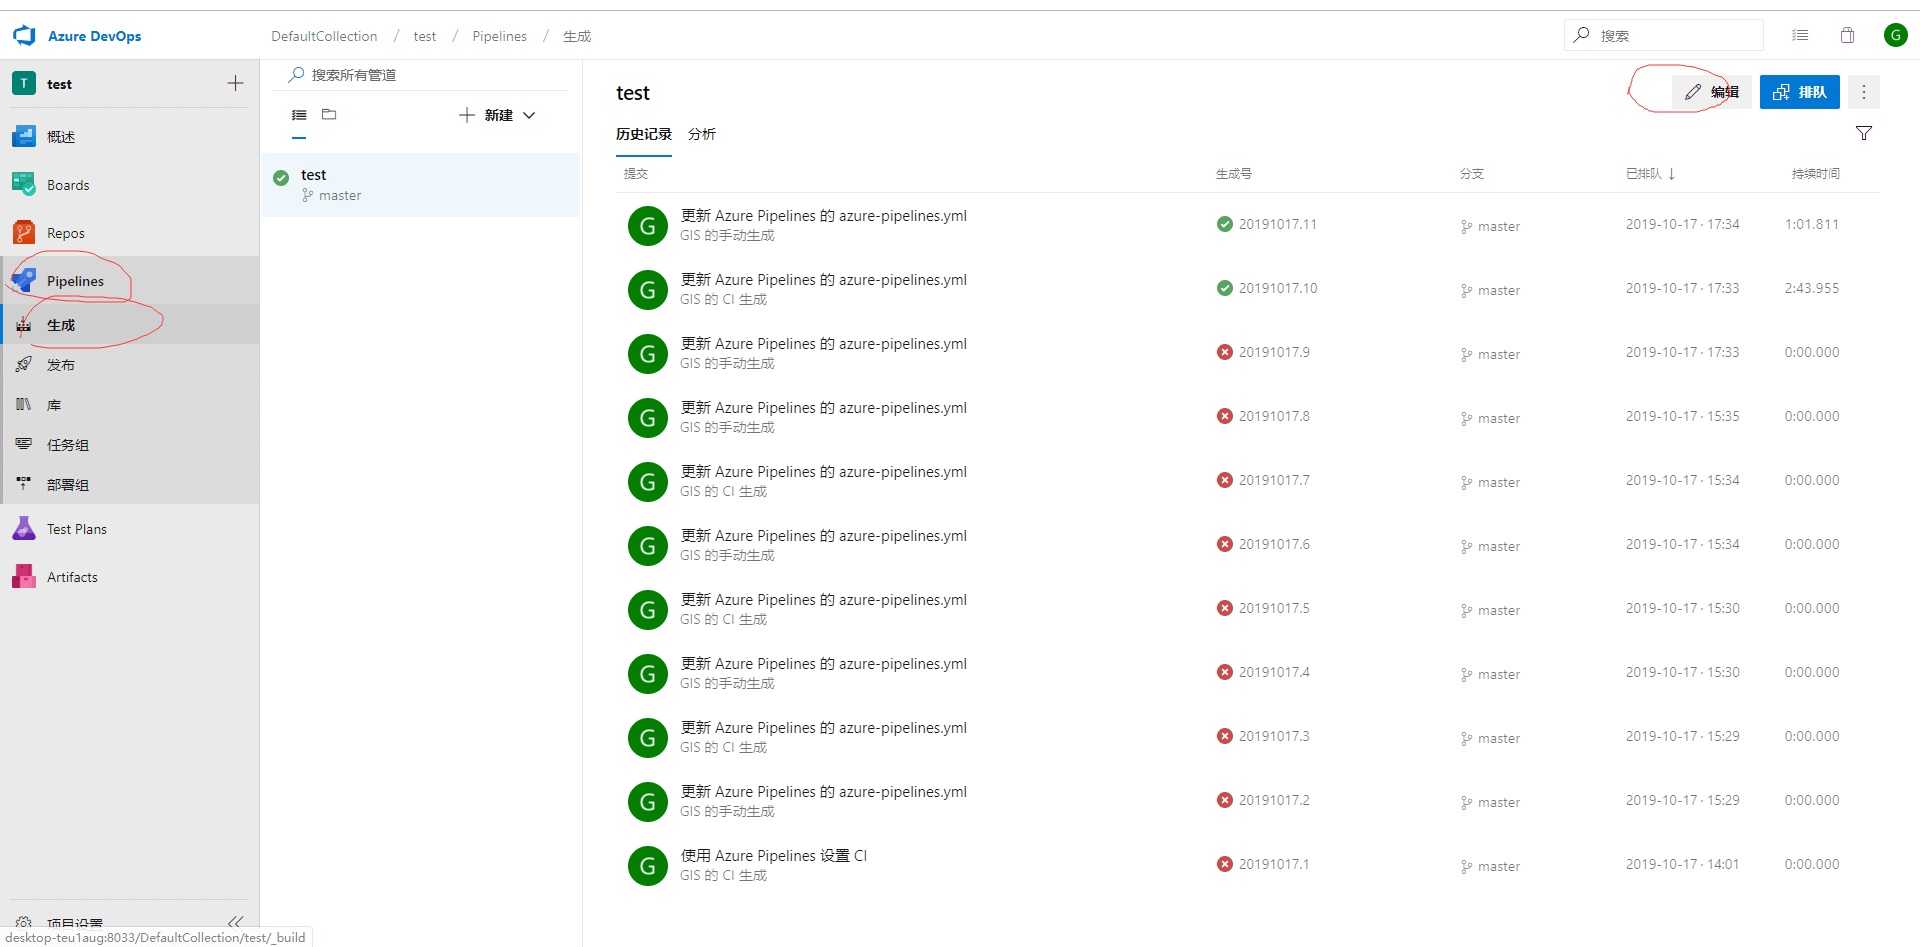 Azure DevOps
DefaultCollection / test / Pipelines / 生成
搜索
G
T test
概述
Boards
Repos
Pipelines
生成
发布
库
任务组
部署组
Test Plans
Artifacts
项目设置
desktop-teu1aug:8033/DefaultCollection/test/_build
搜索所有管道
新建
test
master
test
编辑
排队
历史记录 分析
提交 生成号 分支 已排队 ↓ 持续时间
G 更新 Azure Pipelines 的 azure-pipelines.yml
GIS 的手动生成
20191017.11 master 2019-10-17 · 17:34 1:01.811
G 更新 Azure Pipelines 的 azure-pipelines.yml
GIS 的 CI 生成
20191017.10 master 2019-10-17 · 17:33 2:43.955
G 更新 Azure Pipelines 的 azure-pipelines.yml
GIS 的手动生成
20191017.9 master 2019-10-17 · 17:33 0:00.000
G 更新 Azure Pipelines 的 azure-pipelines.yml
GIS 的手动生成
20191017.8 master 2019-10-17 · 15:35 0:00.000
G 更新 Azure Pipelines 的 azure-pipelines.yml
GIS 的 CI 生成
20191017.7 master 2019-10-17 · 15:34 0:00.000
G 更新 Azure Pipelines 的 azure-pipelines.yml
GIS 的手动生成
20191017.6 master 2019-10-17 · 15:34 0:00.000
G 更新 Azure Pipelines 的 azure-pipelines.yml
GIS 的 CI 生成
20191017.5 master 2019-10-17 · 15:30 0:00.000
G 更新 Azure Pipelines 的 azure-pipelines.yml
GIS 的手动生成
20191017.4 master 2019-10-17 · 15:30 0:00.000
G 更新 Azure Pipelines 的 azure-pipelines.yml
GIS 的 CI 生成
20191017.3 master 2019-10-17 · 15:29 0:00.000
G 更新 Azure Pipelines 的 azure-pipelines.yml
GIS 的手动生成
20191017.2 master 2019-10-17 · 15:29 0:00.000
G 使用 Azure Pipelines 设置 CI
GIS 的 CI 生成
20191017.1 master 2019-10-17 · 14:01 0:00.000